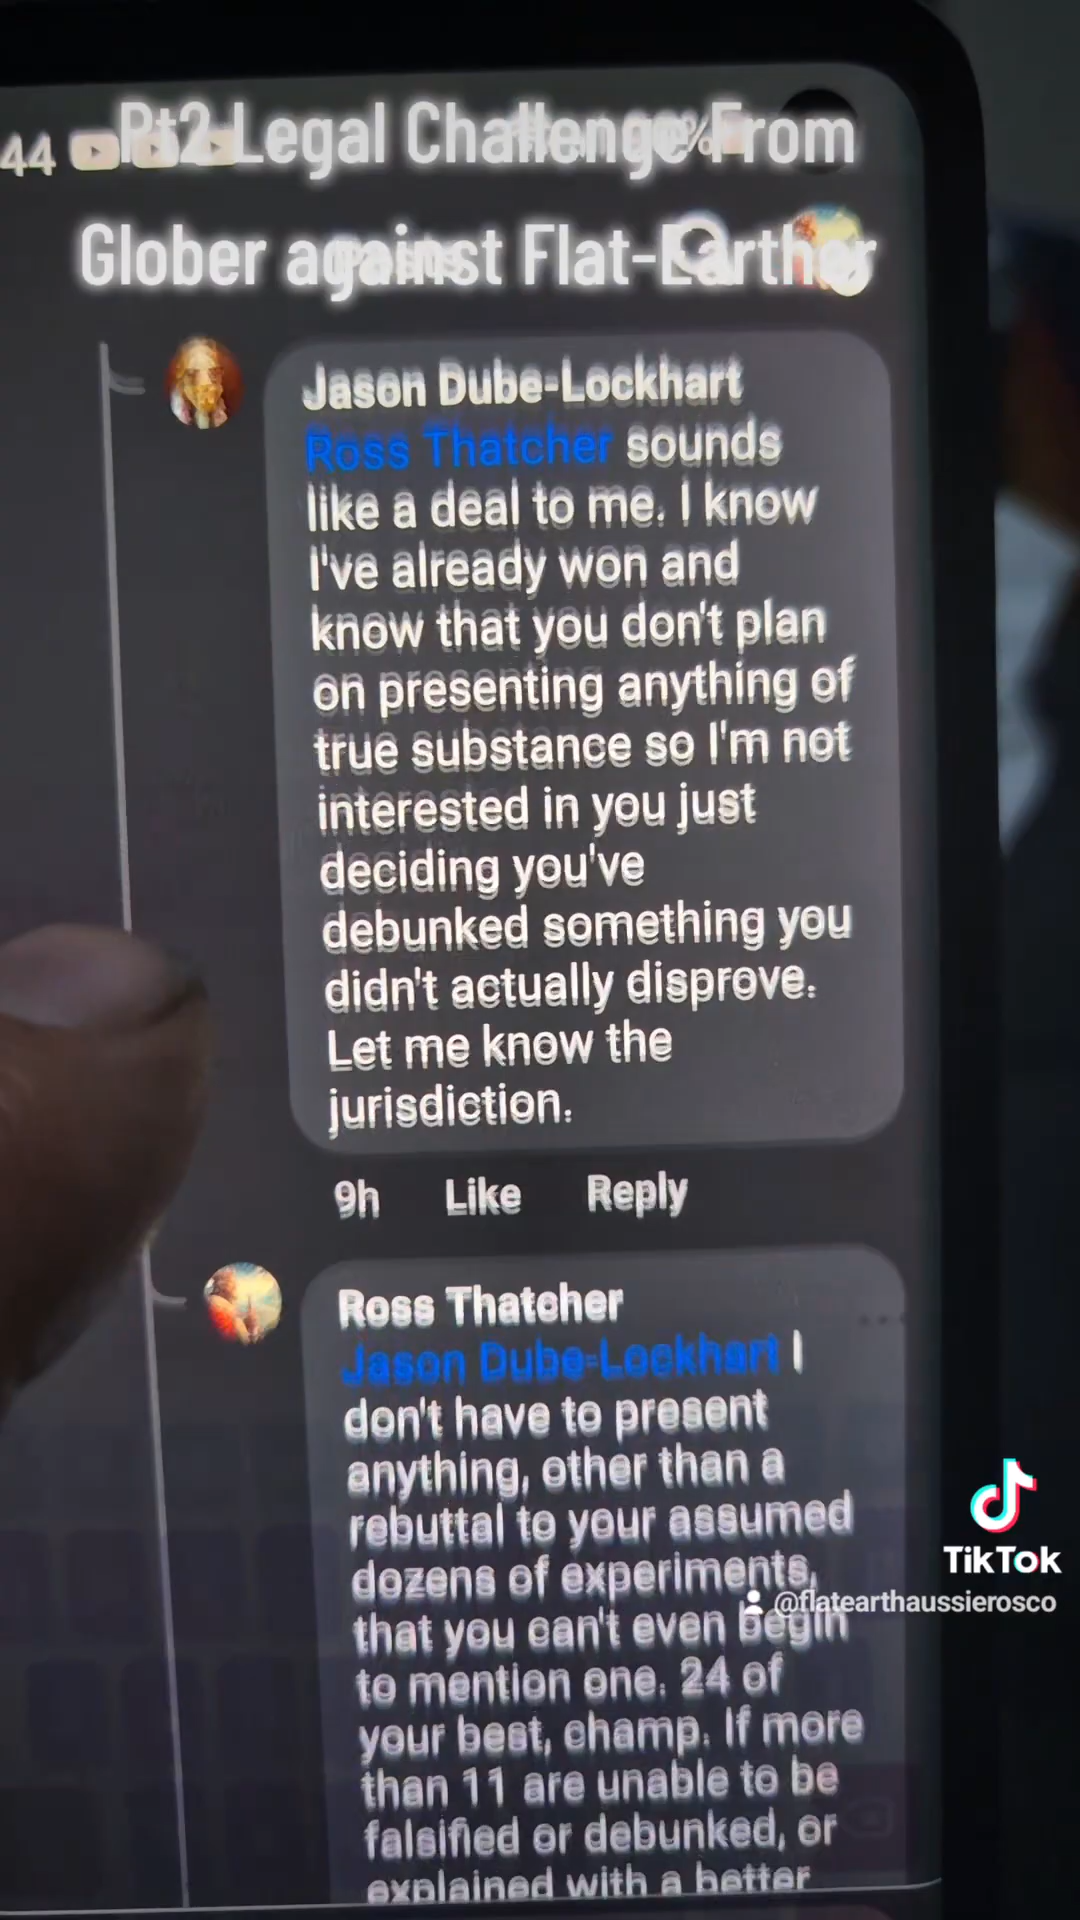 44
Pt2 Legal Challenge From
Glober against Flat-Earther
Jason Dube-Lockhart
Ross Thatcher sounds
like a deal to me. I know
I've already won and
know that you don't plan
on presenting anything of
true substance so I'm not
interested in you just
deciding you've
debunked something you
didn't actually disprove.
Let me know the
jurisdiction.
9h Like Reply
Ross Thatcher
Jason Dube-Lockhart I
don't have to present
anything, other than a
rebuttal to your assumed
dozens of experiments,
that you can't even begin
to mention one. 24 of
your best, champ. If more
than 11 are unable to be
falsified or debunked, or
explained with a better
TikTok
@flatearthaussierosco